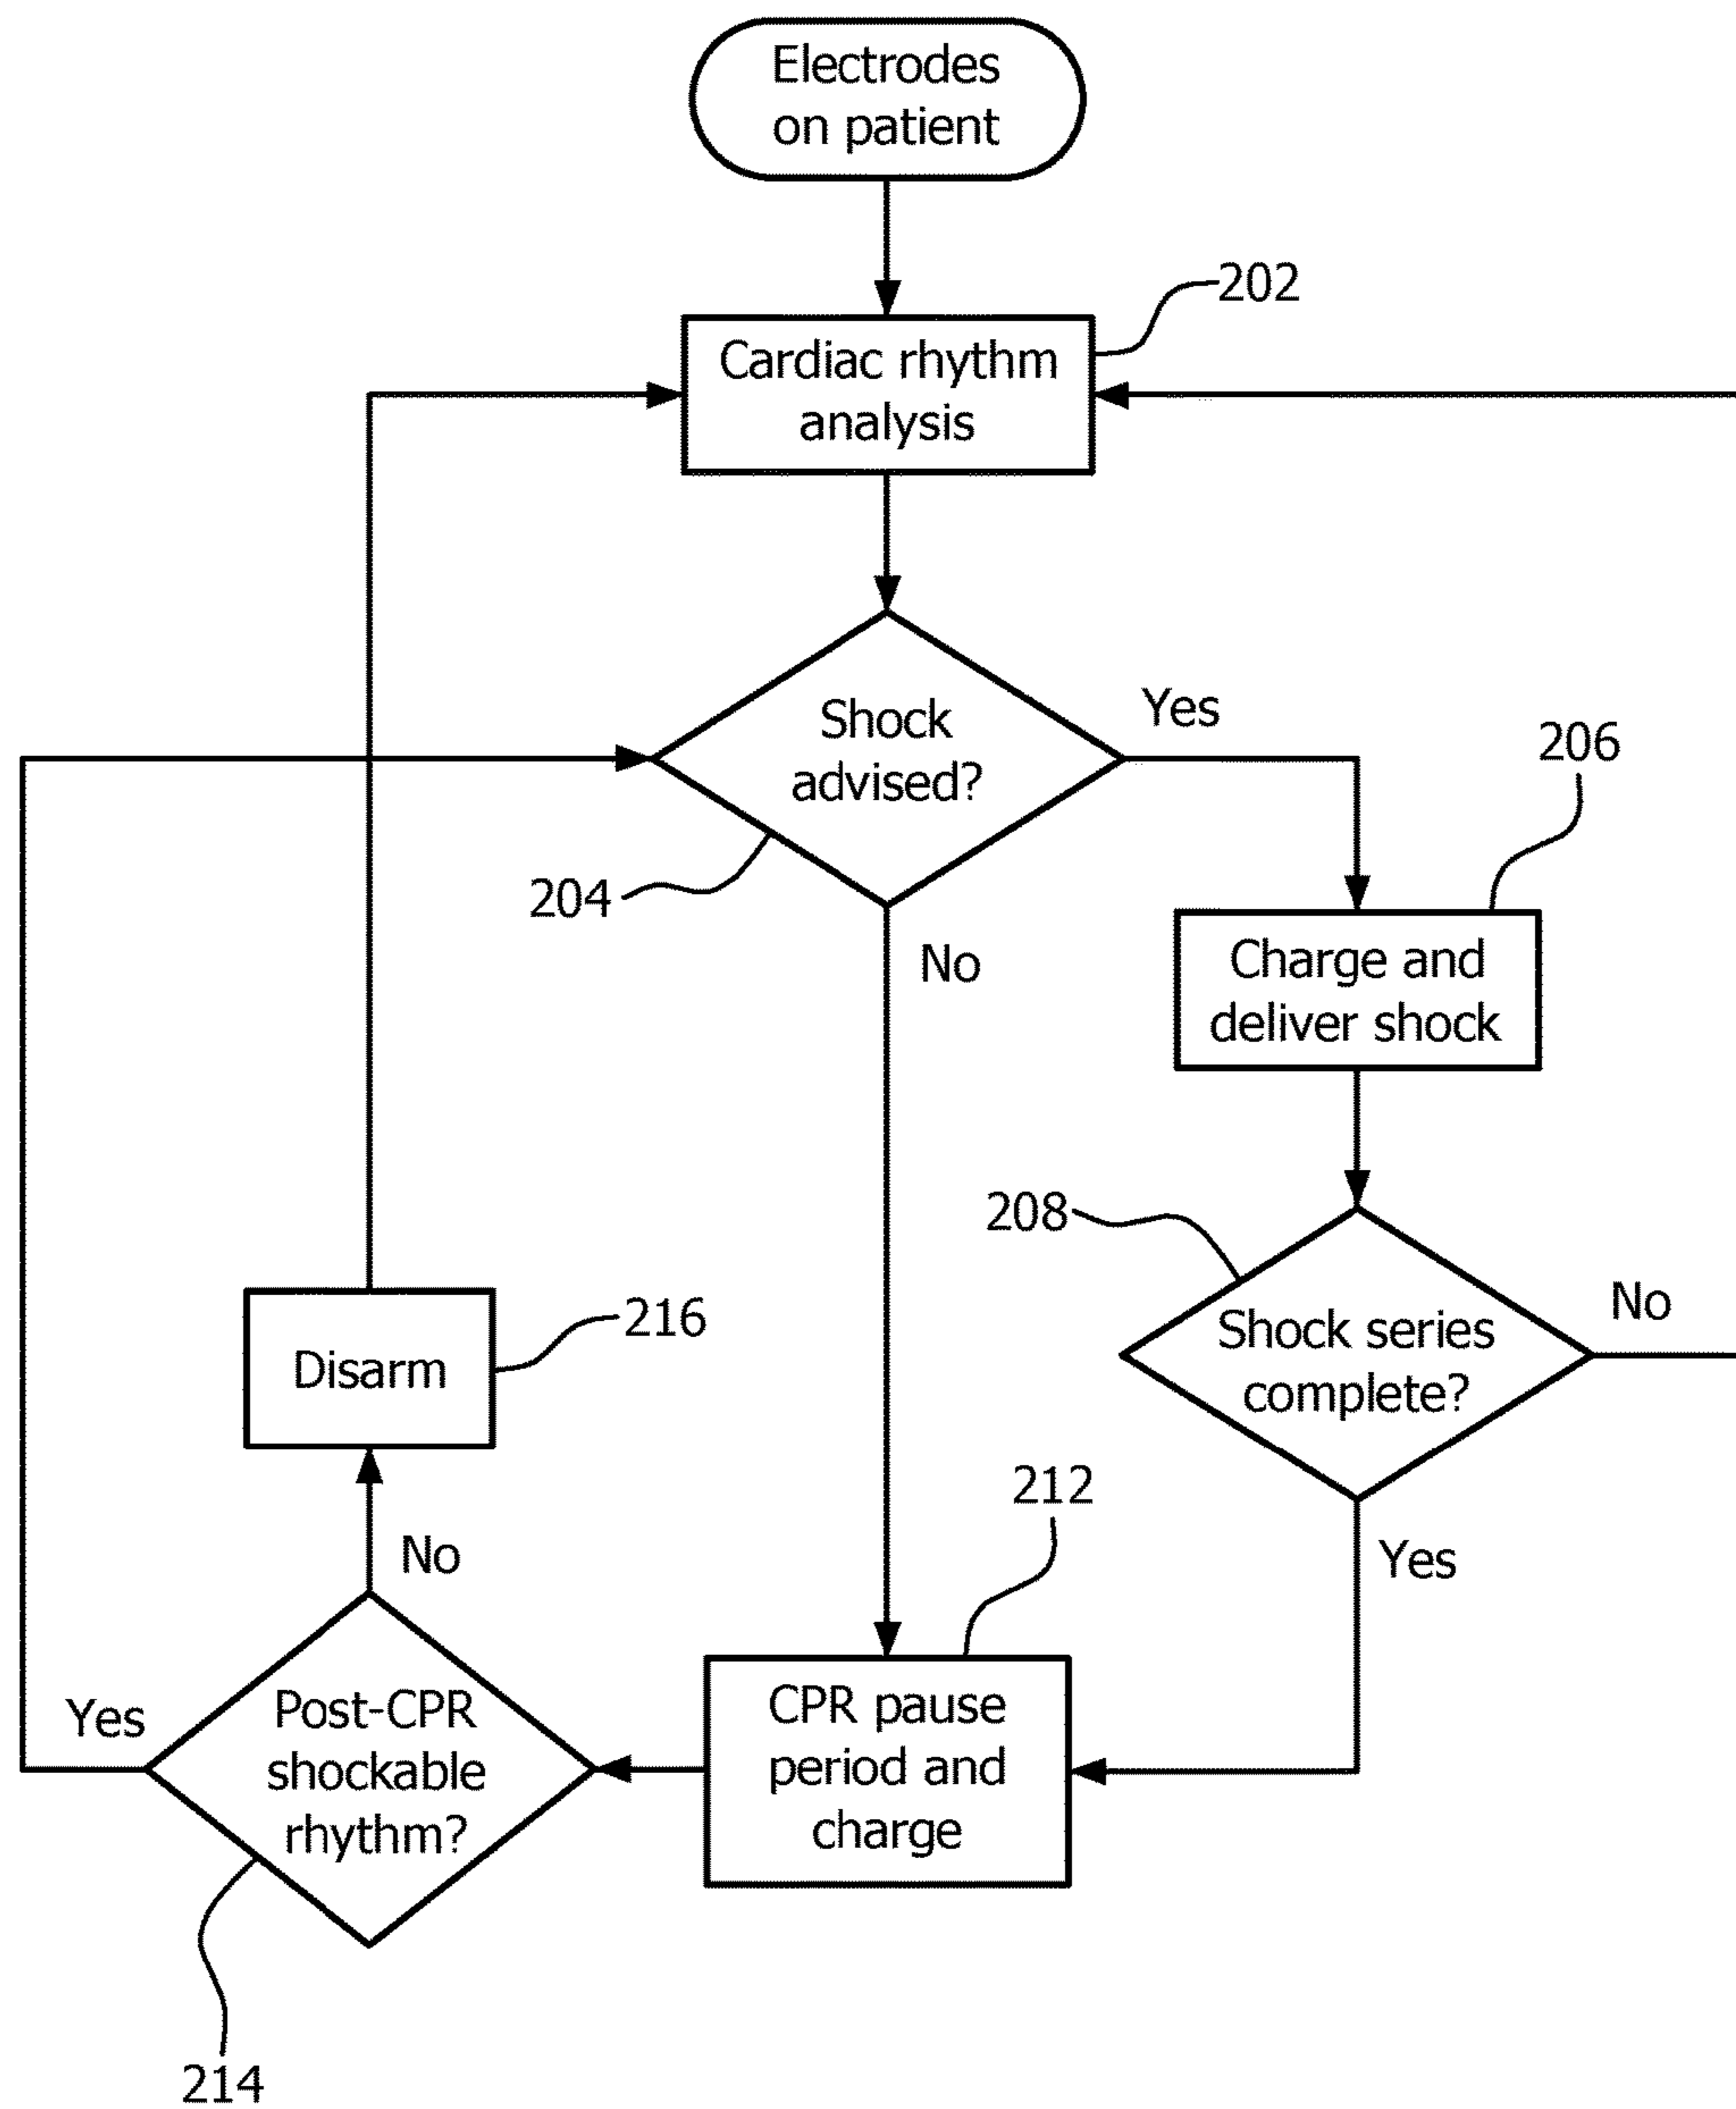 Electrodes
on patient
202
Cardiac rhythm
analysis
Shock
advised?
Yes
206
204
No
Charge and
deliver shock
208
Shock series
complete?
No
216
Disarm
212
Yes
No
CPR pause
period and
charge
Post-CPR
shockable
rhythm?
Yes
214